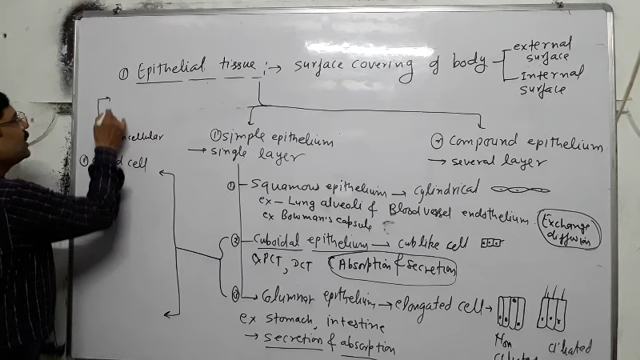 ① Epithelial tissue :→ surface covering of body
external surface
Internal surface
cellular
cell
① simple epithelium
→ single layer
② compound epithelium
→ several layer
① Squamous epithelium → cylindrical
ex - Lung alveoli & Blood vessel endothelium
ex Bowman's capsule
Exchange diffusion
② Cuboidal epithelium → cub like cell
PCT, DCT
Absorption & secretion
③ → columnar epithelium → elongated cell →
ex stomach, intestine
→ secretion & absorption
Non ciliated
ciliated